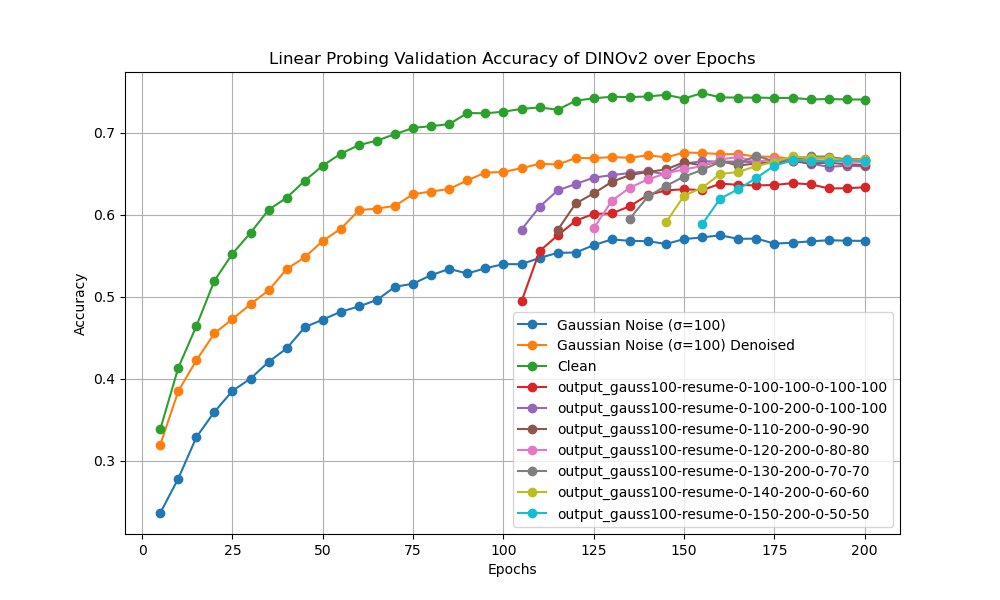 Linear Probing Validation Accuracy of DINOv2 over Epochs
Accuracy
0.7
0.6
0.5
0.4
0.3
Gaussian Noise (σ=100)
Gaussian Noise (σ=100) Denoised
Clean
output_gauss100-resume-0-100-100-0-100-100
output_gauss100-resume-0-100-200-0-100-100
output_gauss100-resume-0-110-200-0-90-90
output_gauss100-resume-0-120-200-0-80-80
output_gauss100-resume-0-130-200-0-70-70
output_gauss100-resume-0-140-200-0-60-60
output_gauss100-resume-0-150-200-0-50-50
0 25 50 75 100 125 150 175 200
Epochs